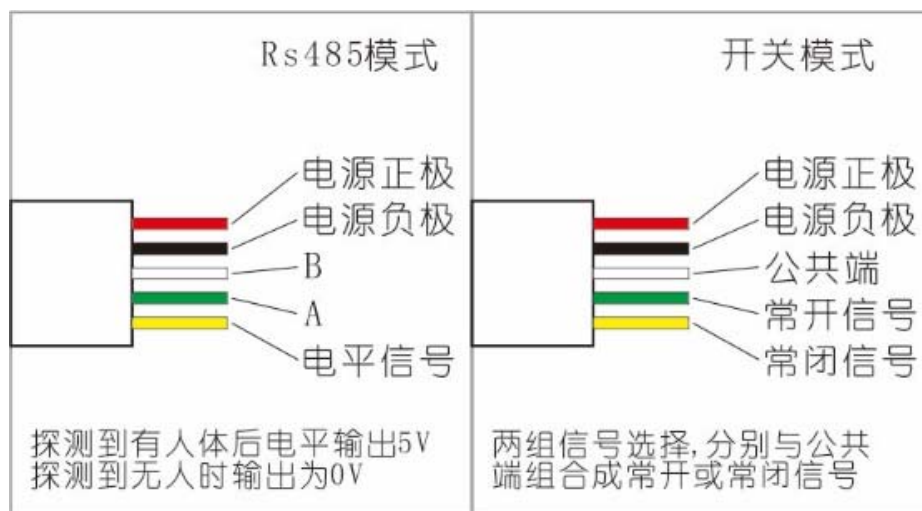 Rs485模式
电源正极
电源负极
B
A
电平信号
探测到有人体后电平输出5V
探测到无人时输出为0V
开关模式
电源正极
电源负极
公共端
常开信号
常闭信号
两组信号选择,分别与公共
端组合成常开或常闭信号